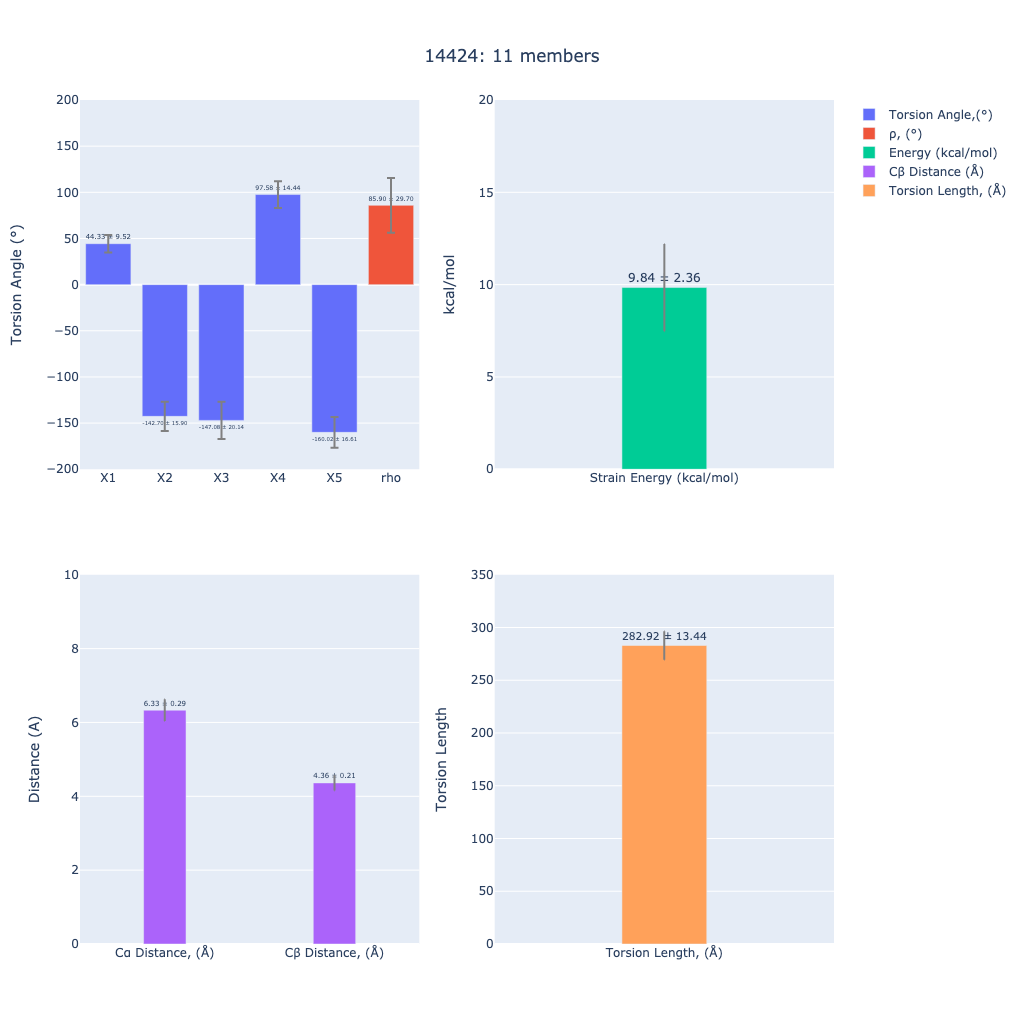 14424: 11 members
Torsion Angle (°)
200
150
100
50
0
−50
−100
−150
−200
44.33 ± 9.52
-142.70 ± 15.90
-147.08 ± 20.14
97.58 ± 14.44
-160.02 ± 16.61
85.90 ± 29.70
X1 X2 X3 X4 X5 rho
kcal/mol
20
15
10
5
0
9.84 ± 2.36
Strain Energy (kcal/mol)
Torsion Angle,(°)
ρ, (°)
Energy (kcal/mol)
Cβ Distance (Å)
Torsion Length, (Å)
Distance (A)
10
8
6
4
2
0
6.33 ± 0.29
4.36 ± 0.21
Cα Distance, (Å) Cβ Distance, (Å)
Torsion Length
350
300
250
200
150
100
50
0
282.92 ± 13.44
Torsion Length, (Å)